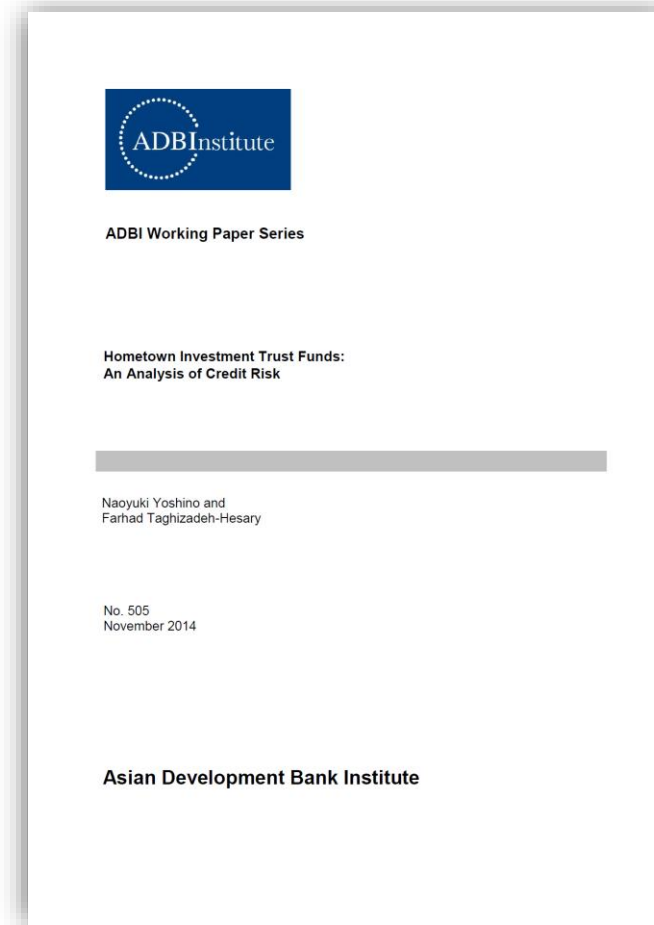 ADBInstitute
ADBI Working Paper Series
Hometown Investment Trust Funds:
An Analysis of Credit Risk
Naoyuki Yoshino and
Farhad Taghizadeh-Hesary
No. 505
November 2014
Asian Development Bank Institute